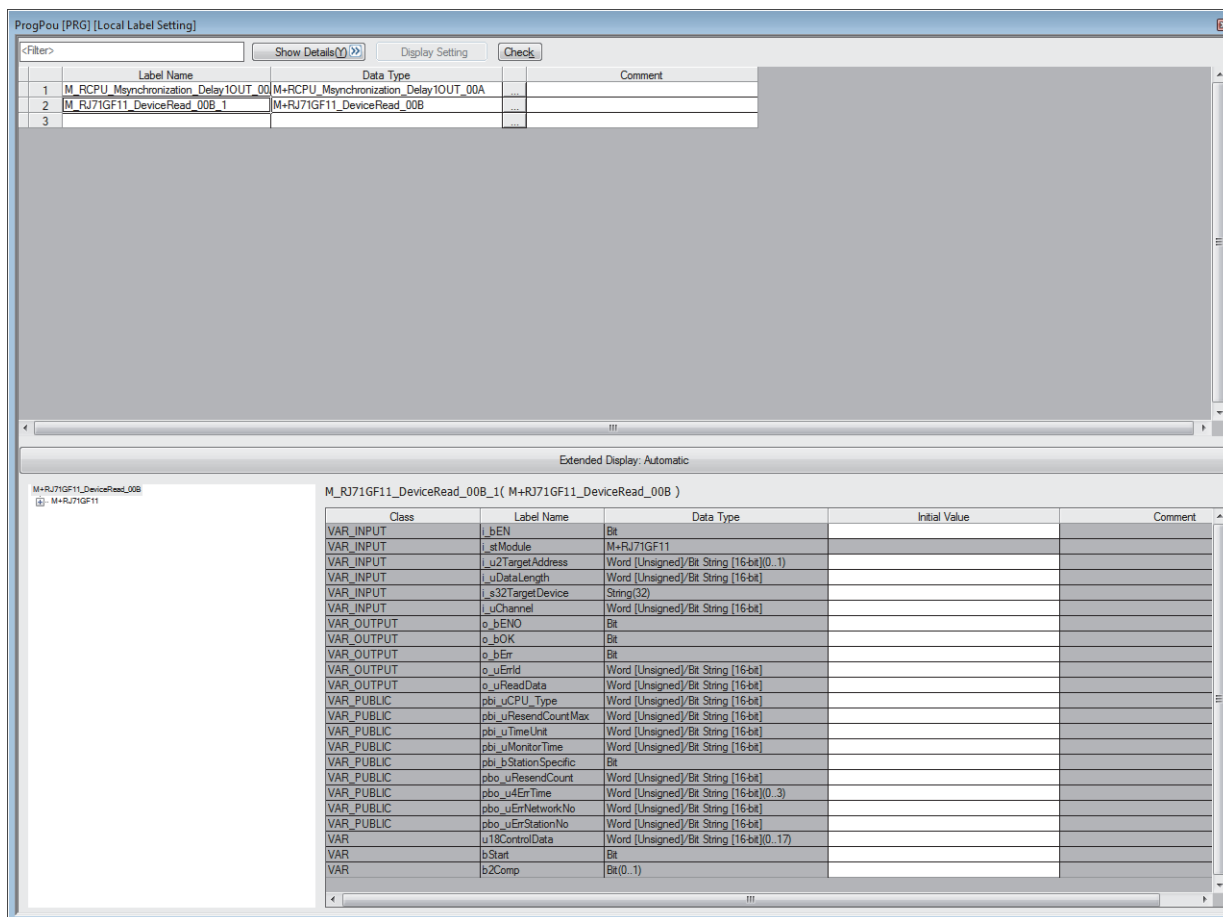 ProgPou [PRG] [Local Label Setting]
<Filter> Show Details(Y) Display Setting Check
Label Name Data Type Comment
1 M_RCPU_Msynchronization_Delay1OUT_00 M+RCPU_Msynchronization_Delay1OUT_00A ...
2 M_RJ71GF11_DeviceRead_00B_1 M+RJ71GF11_DeviceRead_00B ...
3 ...
Extended Display: Automatic
M+RJ71GF11_DeviceRead_00B
M+RJ71GF11
M_RJ71GF11_DeviceRead_00B_1( M+RJ71GF11_DeviceRead_00B )
Class Label Name Data Type Initial Value Comment
VAR_INPUT i_bEN Bit
VAR_INPUT i_stModule M+RJ71GF11
VAR_INPUT i_u2TargetAddress Word [Unsigned]/Bit String [16-bit](0..1)
VAR_INPUT i_uDataLength Word [Unsigned]/Bit String [16-bit]
VAR_INPUT i_s32TargetDevice String(32)
VAR_INPUT i_uChannel Word [Unsigned]/Bit String [16-bit]
VAR_OUTPUT o_bENO Bit
VAR_OUTPUT o_bOK Bit
VAR_OUTPUT o_bErr Bit
VAR_OUTPUT o_uErrId Word [Unsigned]/Bit String [16-bit]
VAR_OUTPUT o_uReadData Word [Unsigned]/Bit String [16-bit]
VAR_PUBLIC pbi_uCPU_Type Word [Unsigned]/Bit String [16-bit]
VAR_PUBLIC pbi_uResendCountMax Word [Unsigned]/Bit String [16-bit]
VAR_PUBLIC pbi_uTimeUnit Word [Unsigned]/Bit String [16-bit]
VAR_PUBLIC pbi_uMonitorTime Word [Unsigned]/Bit String [16-bit]
VAR_PUBLIC pbi_bStationSpecific Bit
VAR_PUBLIC pbo_uResendCount Word [Unsigned]/Bit String [16-bit]
VAR_PUBLIC pbo_u4ErrTime Word [Unsigned]/Bit String [16-bit](0..3)
VAR_PUBLIC pbo_uErrNetworkNo Word [Unsigned]/Bit String [16-bit]
VAR_PUBLIC pbo_uErrStationNo Word [Unsigned]/Bit String [16-bit]
VAR u18ControlData Word [Unsigned]/Bit String [16-bit](0..17)
VAR bStart Bit
VAR b2Comp Bit(0..1)